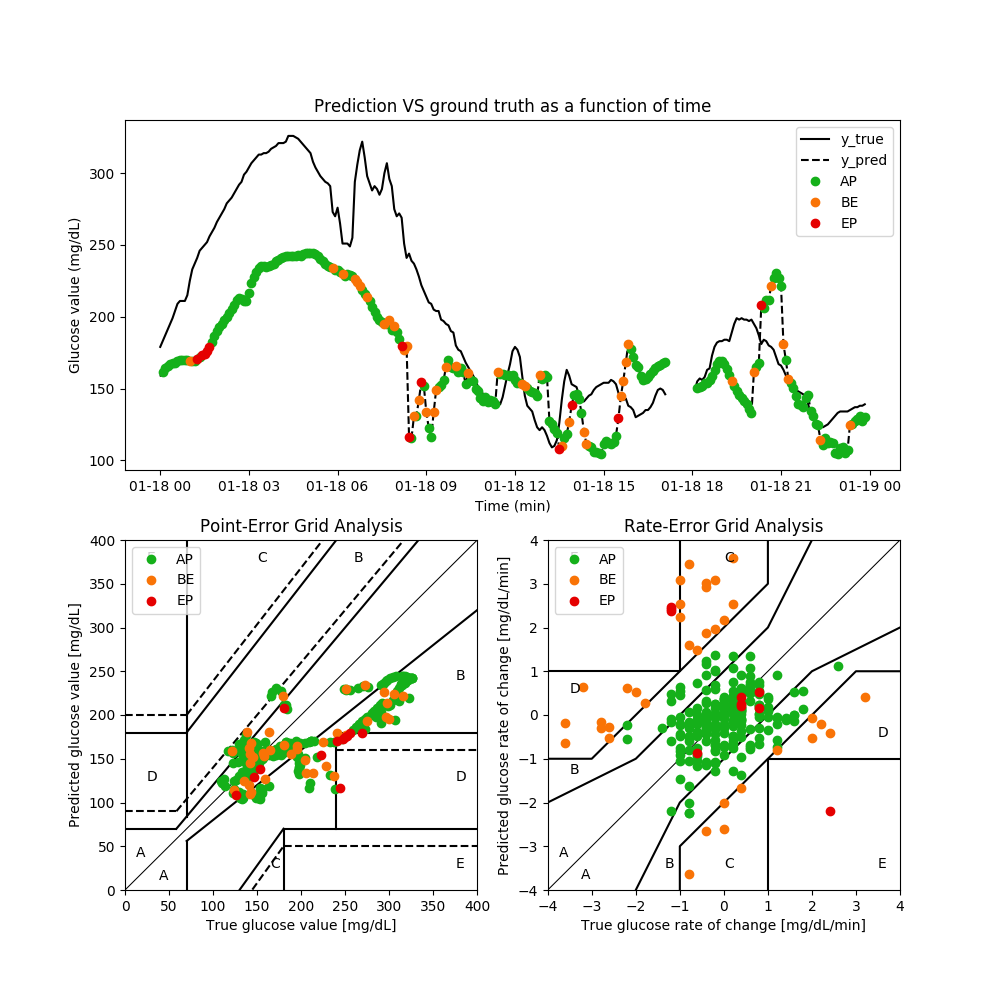 Prediction VS ground truth as a function of time
Glucose value (mg/dL)
300
250
200
150
100
y_true
y_pred
AP
BE
EP
01-18 00 01-18 03 01-18 06 01-18 09 01-18 12 01-18 15 01-18 18 01-18 21 01-19 00
Time (min)
Point-Error Grid Analysis
Predicted glucose value [mg/dL]
400
350
300
250
200
150
100
50
0
AP
BE
EP
C
B
B
D
D
A
A
C
E
0 50 100 150 200 250 300 350 400
True glucose value [mg/dL]
Rate-Error Grid Analysis
Predicted glucose rate of change [mg/dL/min]
4
3
2
1
0
−1
−2
−3
−4
AP
BE
EP
C
D
D
B
A
A
B
C
E
−4 −3 −2 −1 0 1 2 3 4
True glucose rate of change [mg/dL/min]